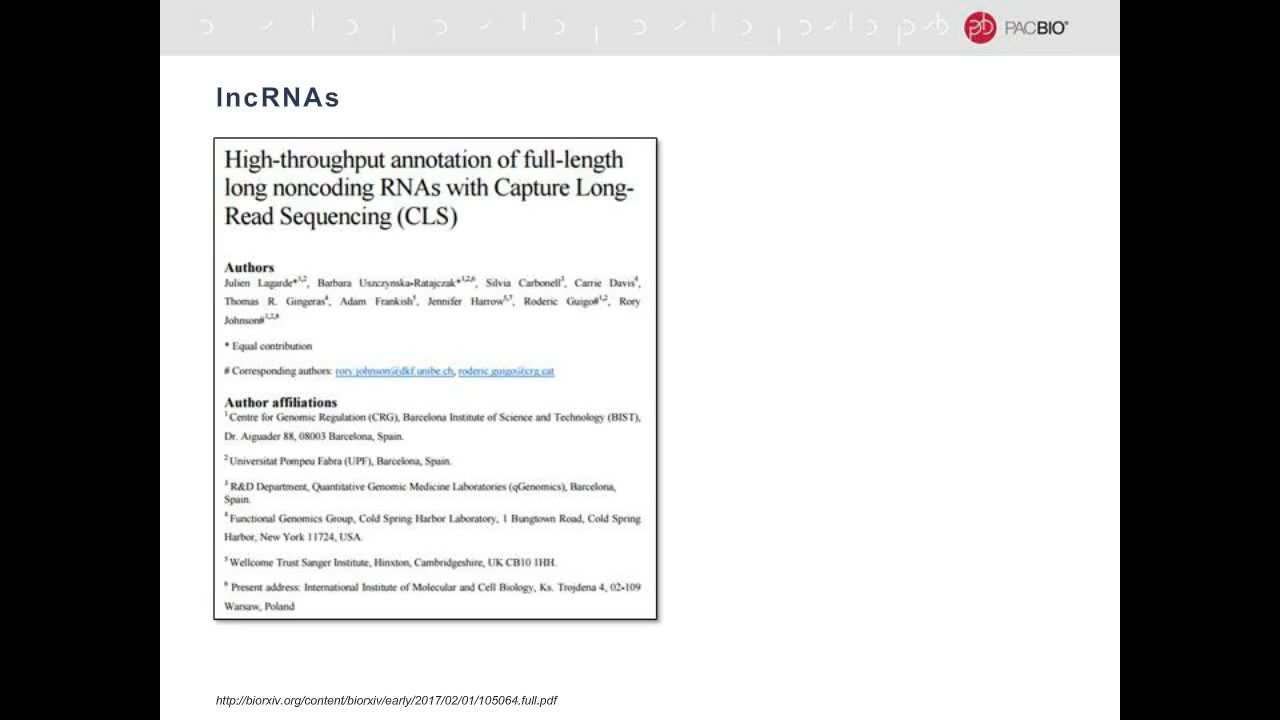 PACBIO®
lncRNAs
High-throughput annotation of full-length
long noncoding RNAs with Capture Long-
Read Sequencing (CLS)
Authors
Julien Lagarde*1,2, Barbara Uszczynska-Ratajczak*1,2,6, Silvia Carbonell3, Carrie Davis4,
Thomas R. Gingeras4, Adam Frankish5, Jennifer Harrow5,7, Roderic Guigo#1,2, Rory
Johnson#1,2,8
* Equal contribution
# Corresponding authors: rory.johnson@dkf.unibe.ch, roderic.guigo@crg.cat
Author affiliations
1 Centre for Genomic Regulation (CRG), Barcelona Institute of Science and Technology (BIST),
Dr. Aiguader 88, 08003 Barcelona, Spain.
2 Universitat Pompeu Fabra (UPF), Barcelona, Spain.
3 R&D Department, Quantitative Genomic Medicine Laboratories (qGenomics), Barcelona,
Spain.
4 Functional Genomics Group, Cold Spring Harbor Laboratory, 1 Bungtown Road, Cold Spring
Harbor, New York 11724, USA.
5 Wellcome Trust Sanger Institute, Hinxton, Cambridgeshire, UK CB10 1HH.
6 Present address: International Institute of Molecular and Cell Biology, Ks. Trojdena 4, 02-109
Warsaw, Poland
http://biorxiv.org/content/biorxiv/early/2017/02/01/105064.full.pdf